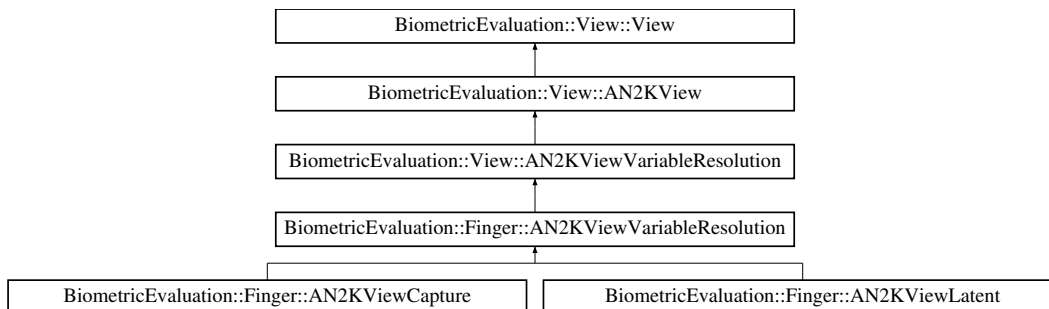 BiometricEvaluation::View::View
BiometricEvaluation::View::AN2KView
BiometricEvaluation::View::AN2KViewVariableResolution
BiometricEvaluation::Finger::AN2KViewVariableResolution
BiometricEvaluation::Finger::AN2KViewCapture
BiometricEvaluation::Finger::AN2KViewLatent